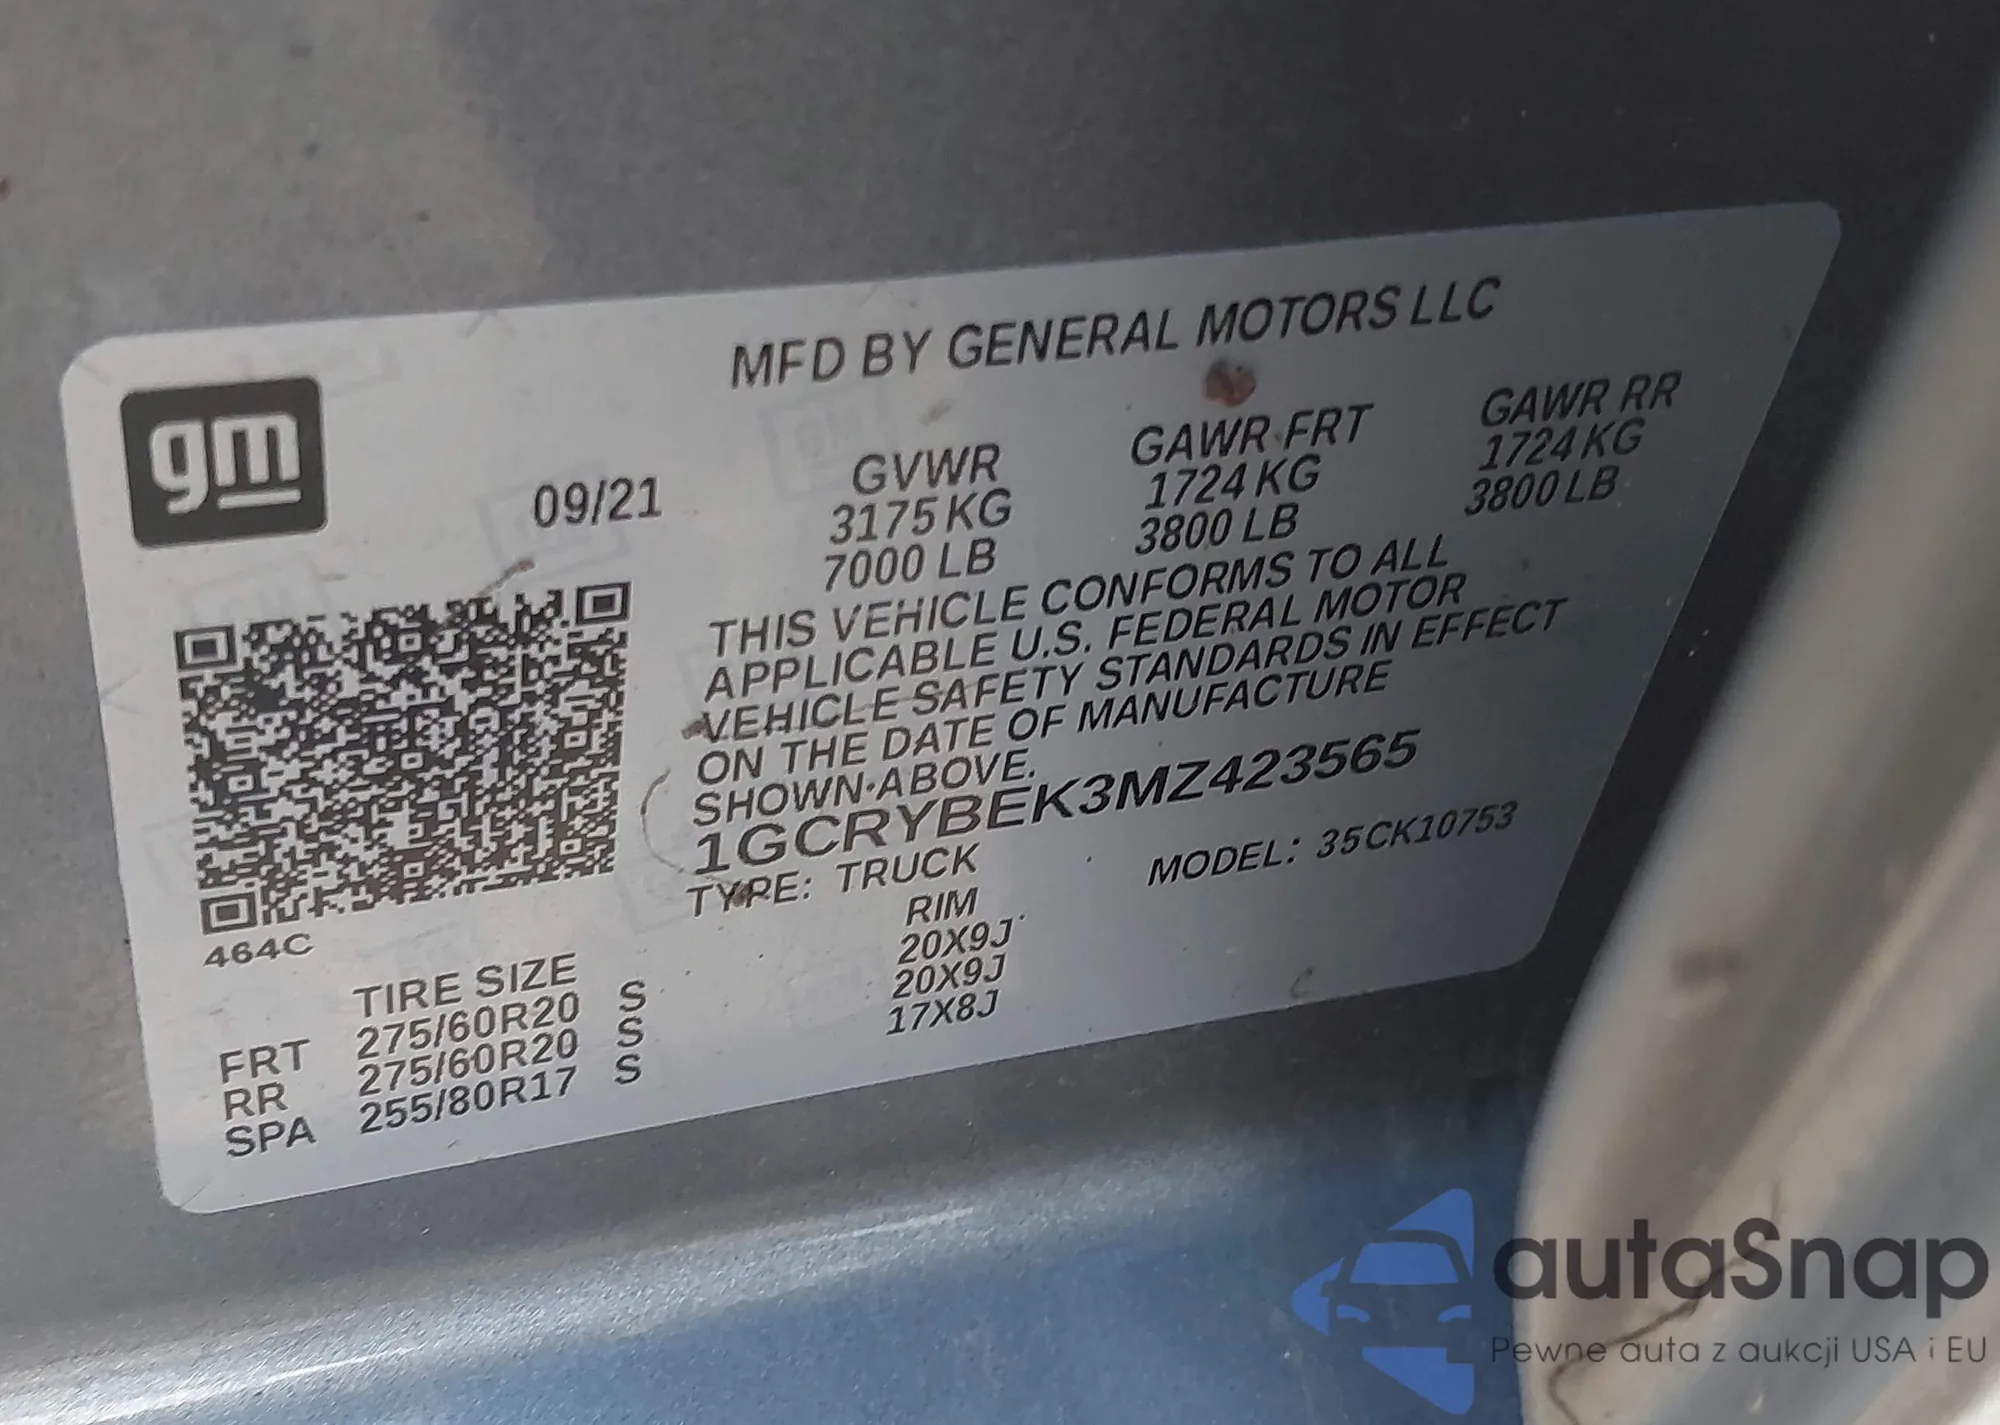 MFD BY GENERAL MOTORS LLC
gm
09/21
GVWR GAWR FRT GAWR RR
3175 KG 1724 KG 1724 KG
7000 LB 3800 LB 3800 LB
THIS VEHICLE CONFORMS TO ALL
APPLICABLE U.S. FEDERAL MOTOR
VEHICLE SAFETY STANDARDS IN EFFECT
ON THE DATE OF MANUFACTURE
SHOWN ABOVE.
1GCRYBEK3MZ423565
TYPE: TRUCK MODEL: 35CK10753
464C
TIRE SIZE RIM
FRT 275/60R20 S 20X9J
RR 275/60R20 S 20X9J
SPA 255/80R17 S 17X8J
autaSnap
Pewne auta z aukcji USA i EU